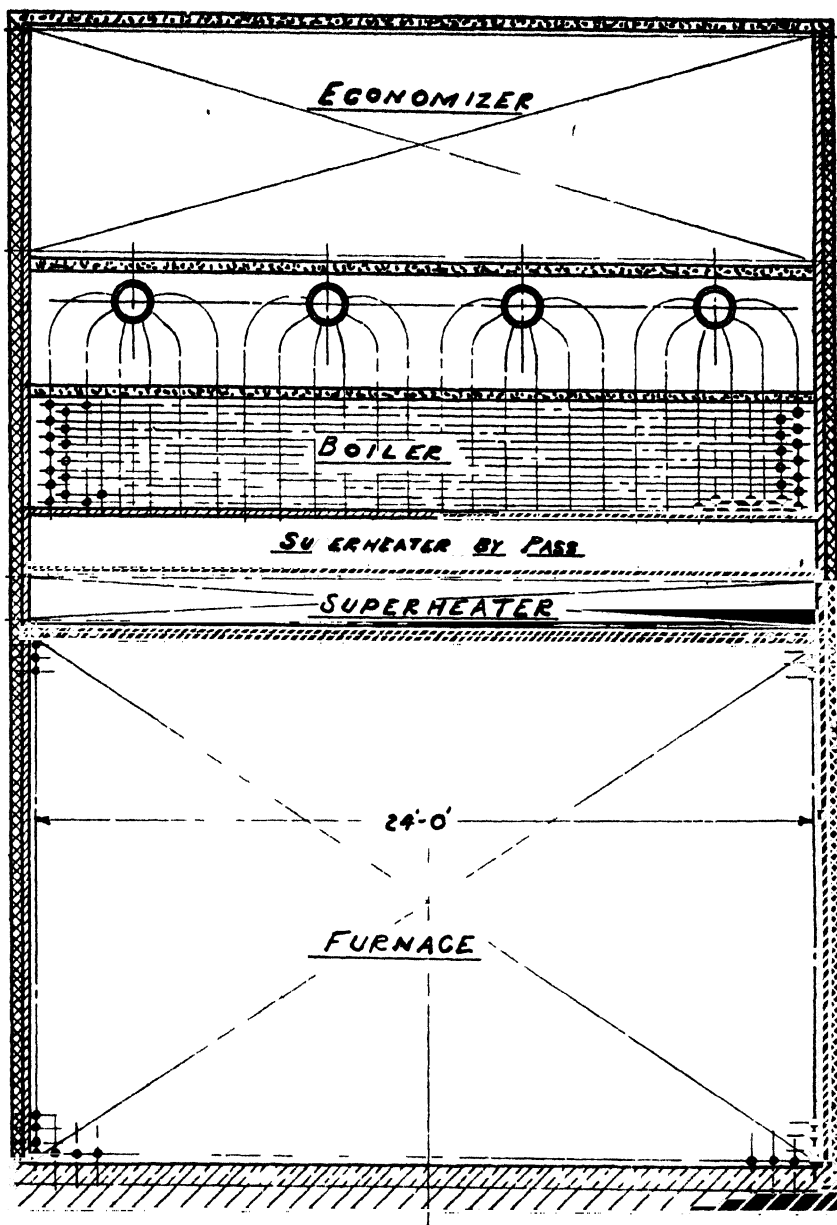 ECONOMIZER
BOILER
SU ERHEATER BY PASS
SUPERHEATER
24'-0'
FURNACE